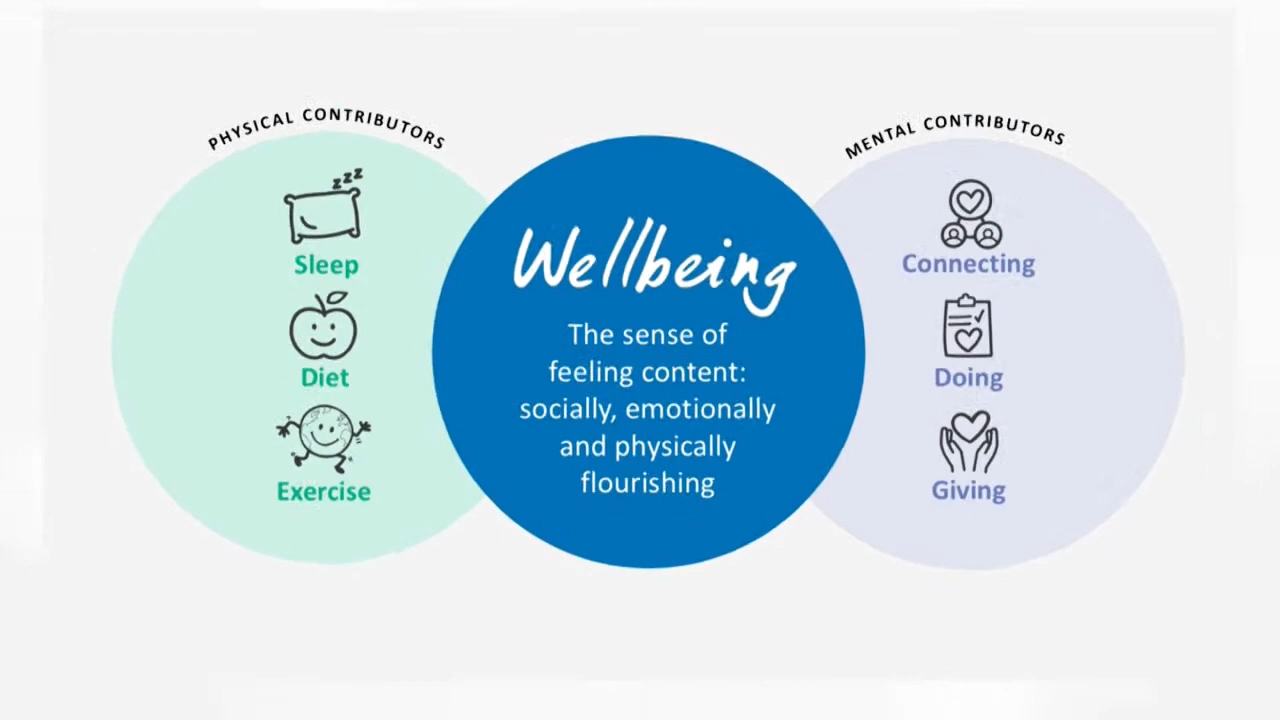 PHYSICAL CONTRIBUTORS
zzz
Sleep
Diet
Exercise
Wellbeing
The sense of
feeling content:
socially, emotionally
and physically
flourishing
MENTAL CONTRIBUTORS
Connecting
Doing
Giving